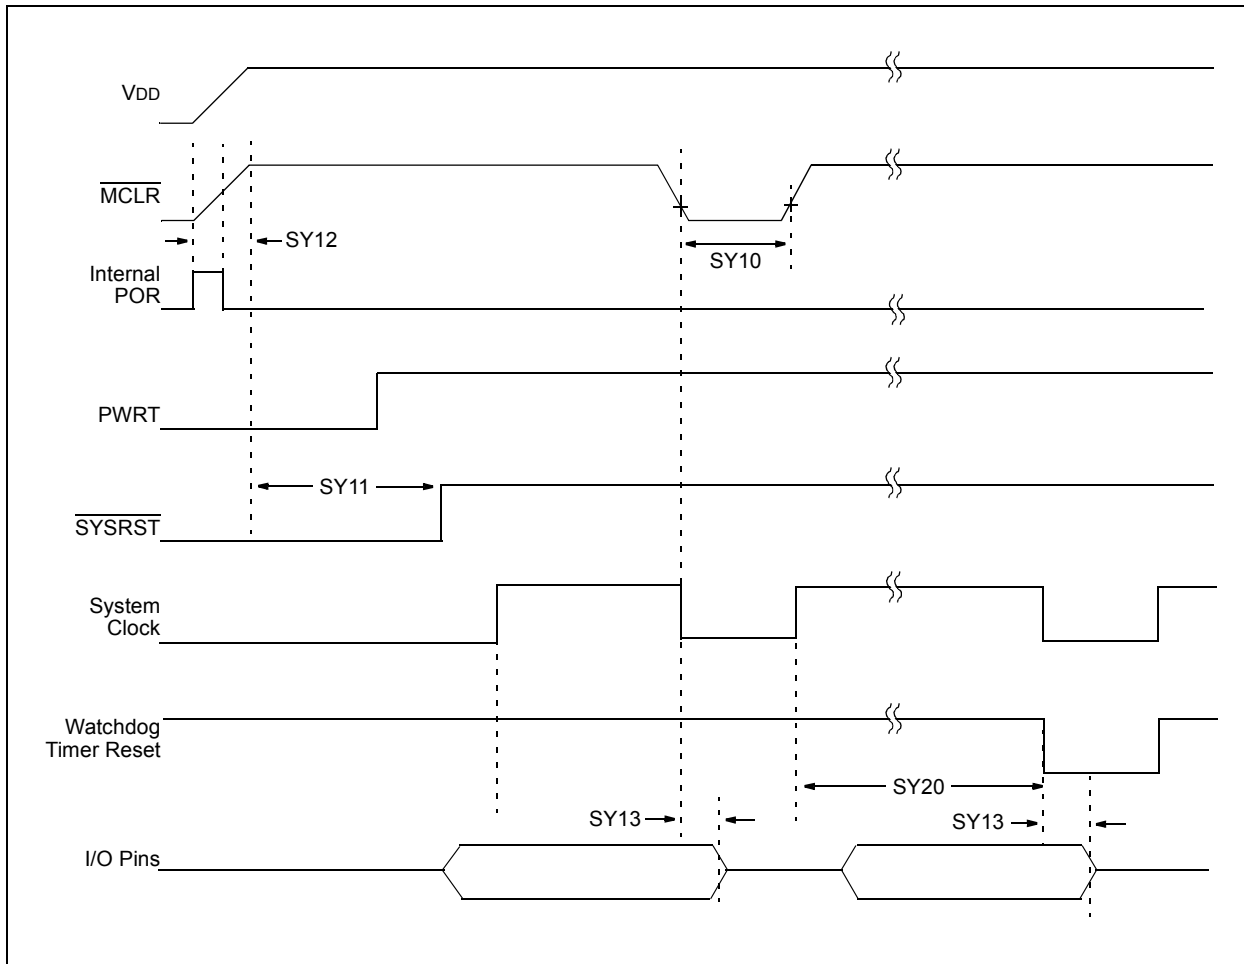 VDD
MCLR
SY12
SY10
Internal
POR
PWRT
SY11
SYSRST
System
Clock
Watchdog
Timer Reset
SY20
SY13
SY13
I/O Pins